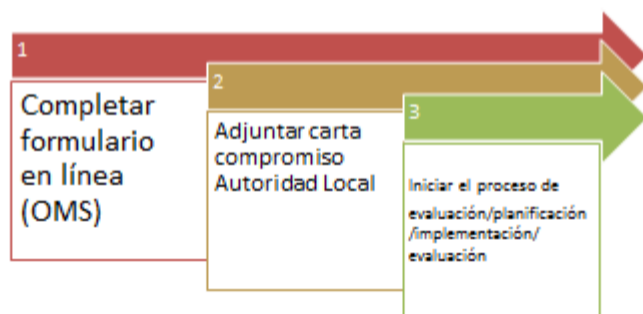 1
Completar
formulario
en línea
(OMS)
2
Adjuntar carta
compromiso
Autoridad Local
3
Iniciar el proceso de
evaluación/planificación
/implementación/
evaluación